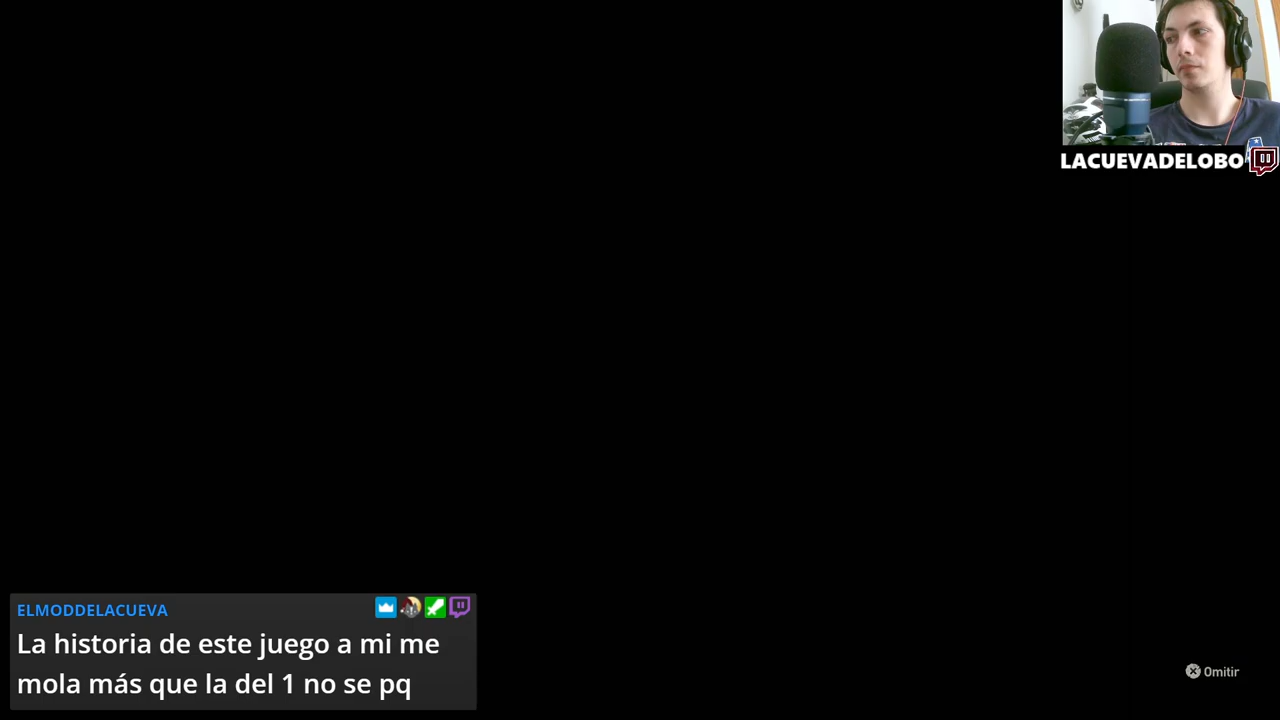 LACUEVADELOBO
ELMODDELACUEVA
La historia de este juego a mi me
mola más que la del 1 no se pq
Omitir